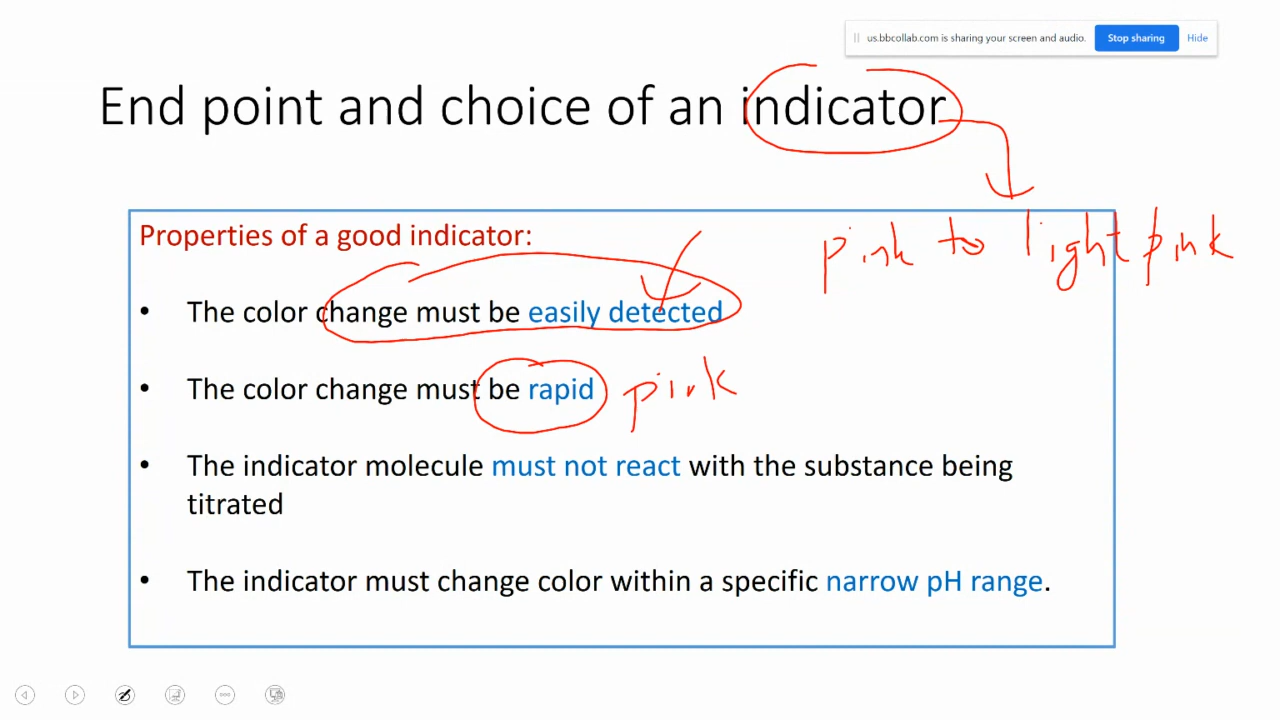 us.bbcollab.com is sharing your screen and audio. Stop sharing Hide
End point and choice of an indicator
Properties of a good indicator:
pink to light pink
• The color change must be easily detected
• The color change must be rapid pink
• The indicator molecule must not react with the substance being
titrated
• The indicator must change color within a specific narrow pH range.